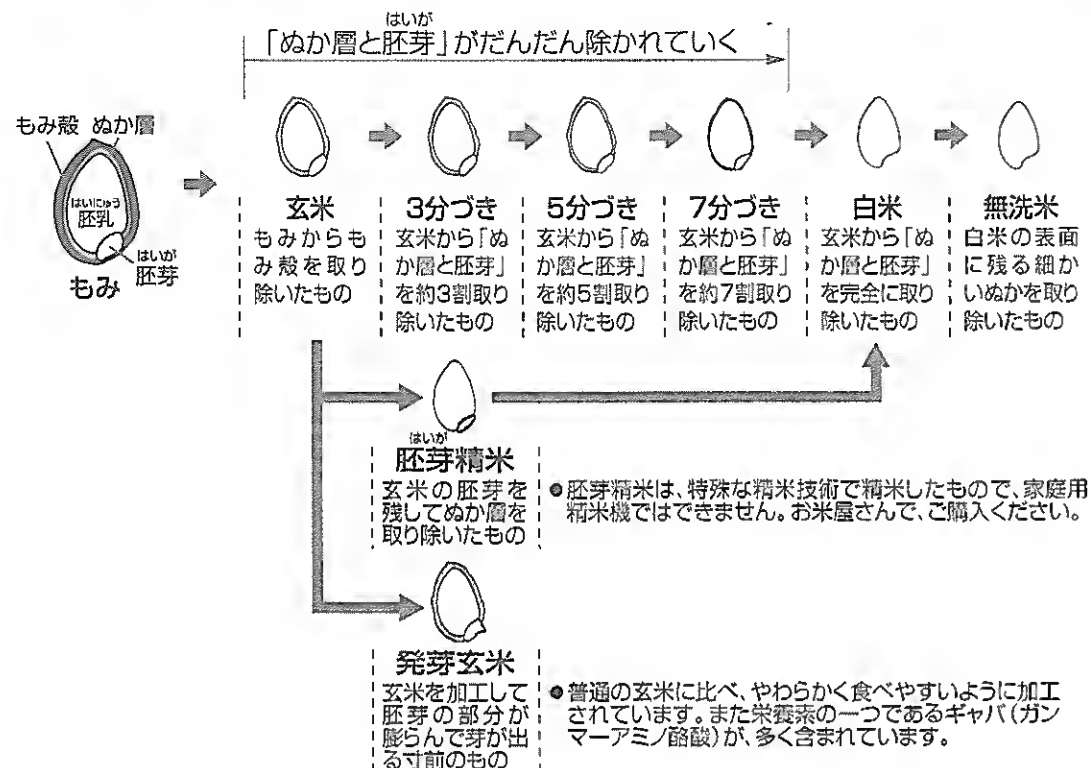 はいが
「ぬか層と胚芽」がだんだん除かれていく
もみ殻 ぬか層
はいにゅう
胚乳
はいが
胚芽
もみ
玄米
もみからも
み殻を取り
除いたもの
3分づき
玄米から「ぬ
か層と胚芽」
を約3割取り
除いたもの
5分づき
玄米から「ぬ
か層と胚芽」
を約5割取り
除いたもの
7分づき
玄米から「ぬ
か層と胚芽」
を約7割取り
除いたもの
白米
玄米から「ぬ
か層と胚芽」
を完全に取り
除いたもの
無洗米
白米の表面
に残る細か
いぬかを取り
除いたもの
はいが
胚芽精米
玄米の胚芽を
残してぬか層を
取り除いたもの
●胚芽精米は、特殊な精米技術で精米したもので、家庭用
精米機ではできません。お米屋さんで、ご購入ください。
発芽玄米
玄米を加工して
胚芽の部分が
膨らんで芽が出
る寸前のもの
●普通の玄米に比べ、やわらかく食べやすいように加工
されています。また栄養素の一つであるギャバ(ガン
マーアミノ酪酸)が、多く含まれています。